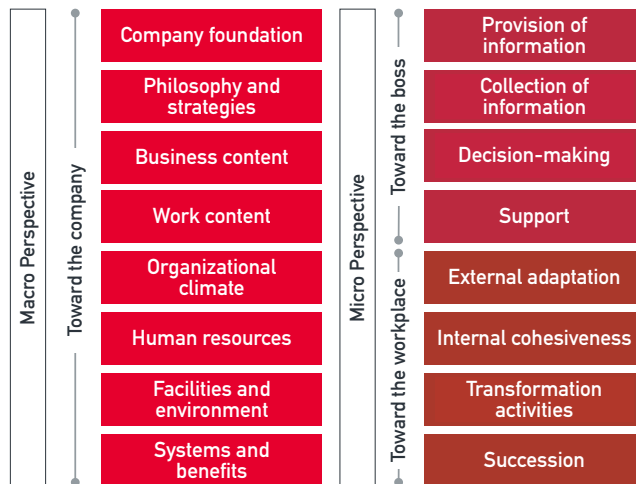 Macro Perspective
Toward the company
Company foundation
Philosophy and
strategies
Business content
Work content
Organizational
climate
Human resources
Facilities and
environment
Systems and
benefits
Micro Perspective
Toward the boss
Provision of
information
Collection of
information
Decision-making
Support
Toward the workplace
External adaptation
Internal cohesiveness
Transformation
activities
Succession